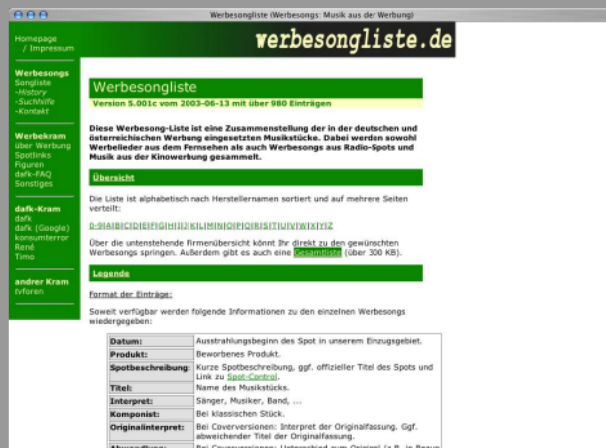 Werbesongliste (Werbesongs: Musik aus der Werbung)
werbesongliste.de
Homepage
/ Impressum
Werbesongs
Songliste
-History
-Suchhilfe
-Kontakt
Werbekram
über Werbung
Spotlinks
Figuren
dafk-FAQ
Sonstiges
dafk-Kram
dafk
dafk (Google)
konsumterror
René
Timo
andrer Kram
tvforen
Werbesongliste
Version 5.001c vom 2003-06-13 mit über 980 Einträgen
Diese Werbesong-Liste ist eine Zusammenstellung der in der deutschen und
österreichischen Werbung eingesetzten Musikstücke. Dabei werden sowohl
Werbelieder aus dem Fernsehen als auch Werbesongs aus Radio-Spots und
Musik aus der Kinowerbung gesammelt.
Übersicht
Die Liste ist alphabetisch nach Herstellernamen sortiert und auf mehrere Seiten
verteilt:
0-9|A|B|C|D|E|F|G|H|I|J|K|L|M|N|O|P|Q|R|S|T|U|V|W|X|Y|Z
Über die untenstehende Firmenübersicht könnt Ihr direkt zu den gewünschten
Werbesongs springen. Außerdem gibt es auch eine Gesamtliste (über 300 KB).
Legende
Format der Einträge:
Soweit verfügbar werden folgende Informationen zu den einzelnen Werbesongs
wiedergegeben:
Datum: Ausstrahlungsbeginn des Spot in unserem Einzugsgebiet.
Produkt: Beworbenes Produkt.
Spotbeschreibung: Kurze Spotbeschreibung, ggf. offizieller Titel des Spots und
Link zu Spot-Control.
Titel: Name des Musikstücks.
Interpret: Sänger, Musiker, Band, ...
Komponist: Bei klassischen Stück.
Originalinterpret: Bei Coverversionen: Interpret der Originalfassung. Ggf.
abweichender Titel der Originalfassung.